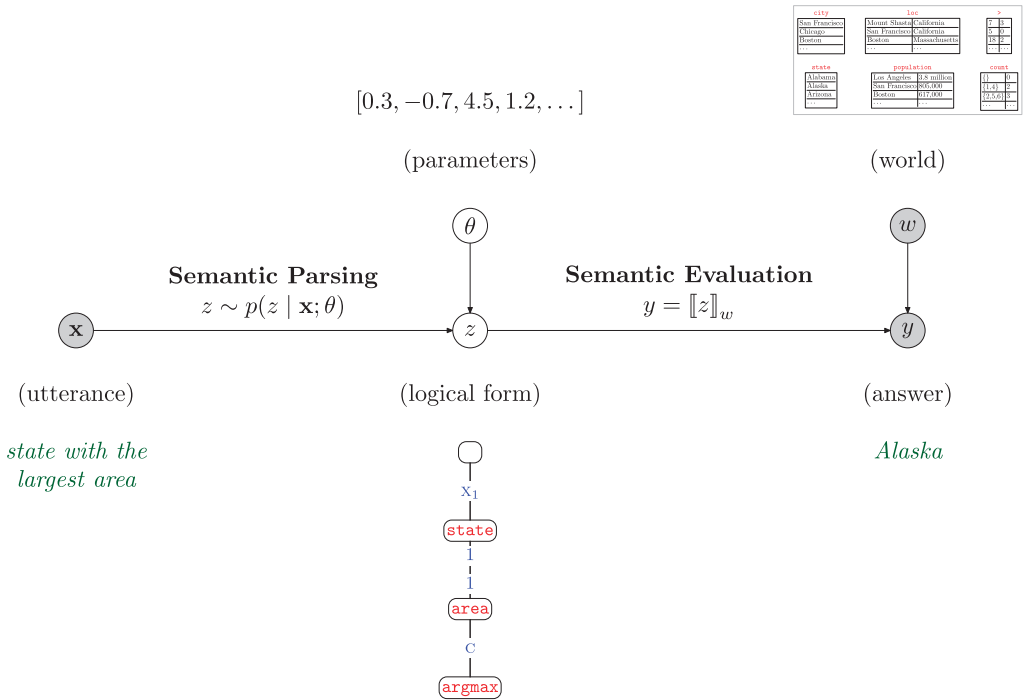 city loc >
San Francisco Mount Shasta California 7 3
Chicago San Francisco California 5 0
Boston Boston Massachusetts 18 2
... ... ... ... ...
state population count
Alabama Los Angeles 3.8 million {} 0
Alaska San Francisco 805,000 {1,4} 2
Arizona Boston 617,000 {2,5,6} 3
... ... ... ... ...
[0.3, −0.7, 4.5, 1.2, . . . ]
(parameters) (world)
θ w
Semantic Parsing Semantic Evaluation
z ∼ p(z | x; θ) y = ⟦z⟧w
x z y
(utterance) (logical form) (answer)
state with the Alaska
largest area
x1
state
1
1
area
c
argmax